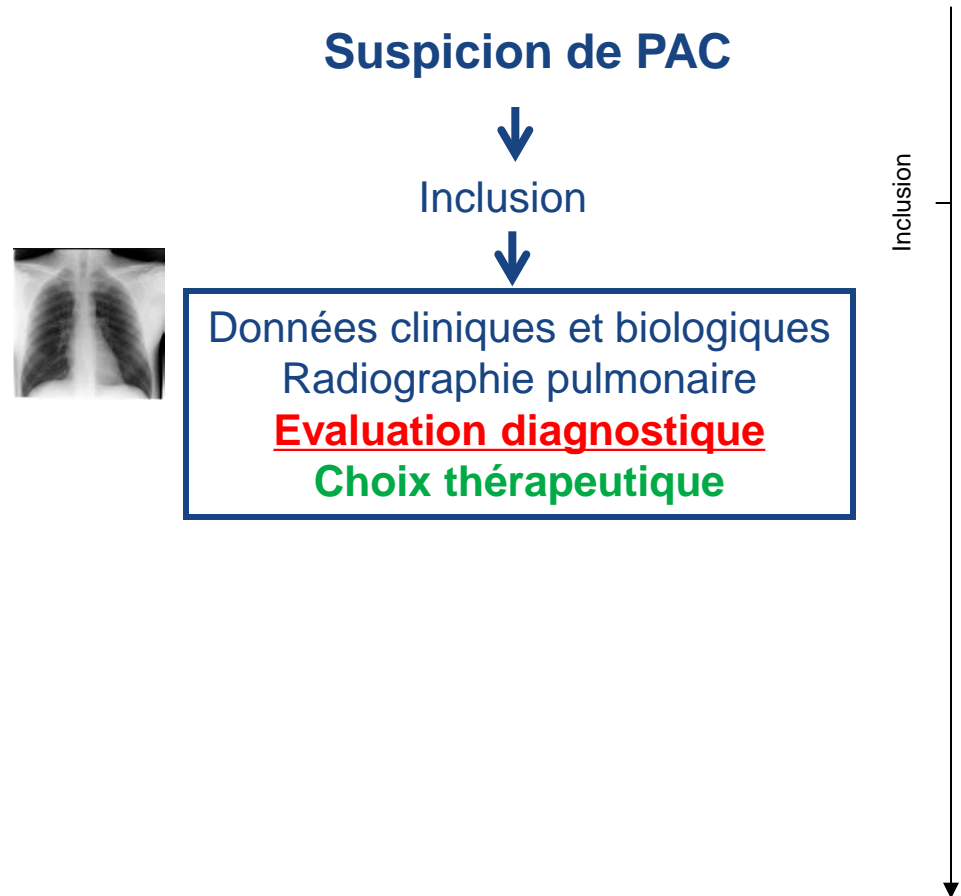 Suspicion de PAC
Inclusion
Inclusion
Données cliniques et biologiques
Radiographie pulmonaire
Evaluation diagnostique
Choix thérapeutique